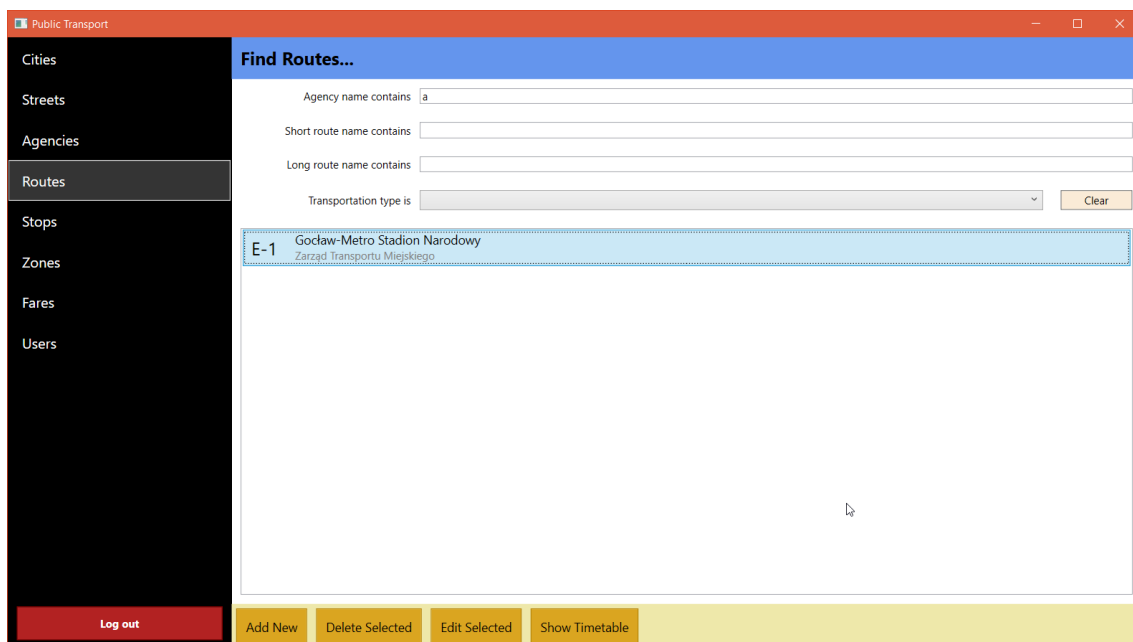 Public Transport
Cities
Streets
Agencies
Routes
Stops
Zones
Fares
Users
Log out
Find Routes...
Agency name contains a
Short route name contains
Long route name contains
Transportation type is
Clear
E-1
Gocław-Metro Stadion Narodowy
Zarząd Transportu Miejskiego
Add New
Delete Selected
Edit Selected
Show Timetable